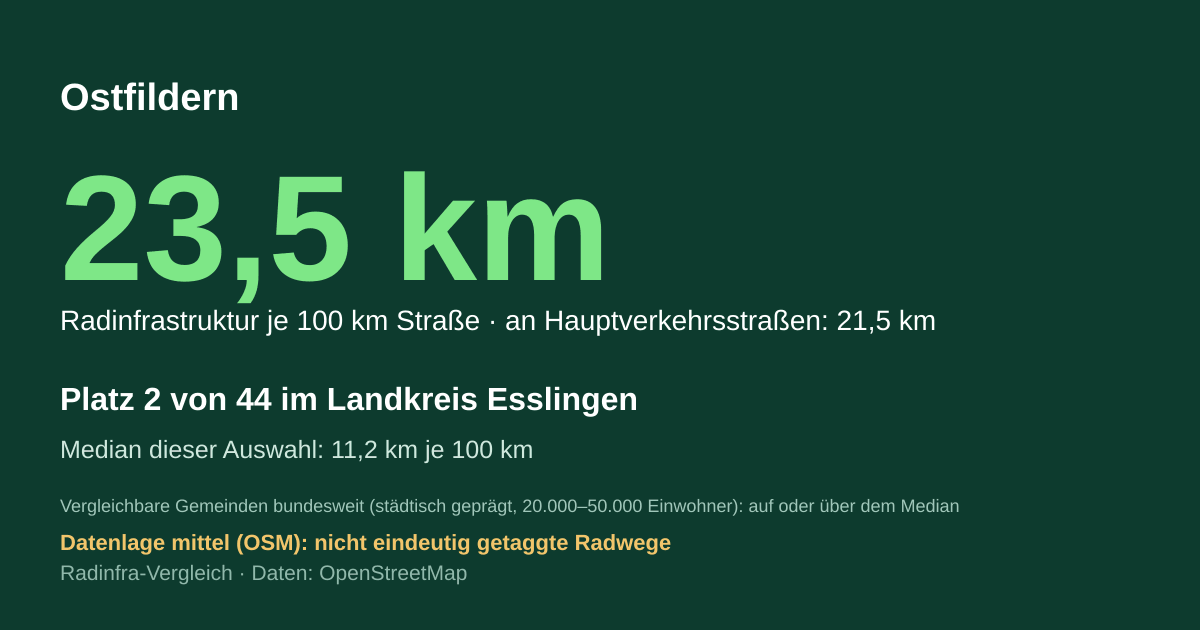 Ostfildern
23,5 km
Radinfrastruktur je 100 km Straße · an Hauptverkehrsstraßen: 21,5 km
Platz 2 von 44 im Landkreis Esslingen
Median dieser Auswahl: 11,2 km je 100 km
Vergleichbare Gemeinden bundesweit (städtisch geprägt, 20.000–50.000 Einwohner): auf oder über dem Median
Datenlage mittel (OSM): nicht eindeutig getaggte Radwege
Radinfra-Vergleich · Daten: OpenStreetMap